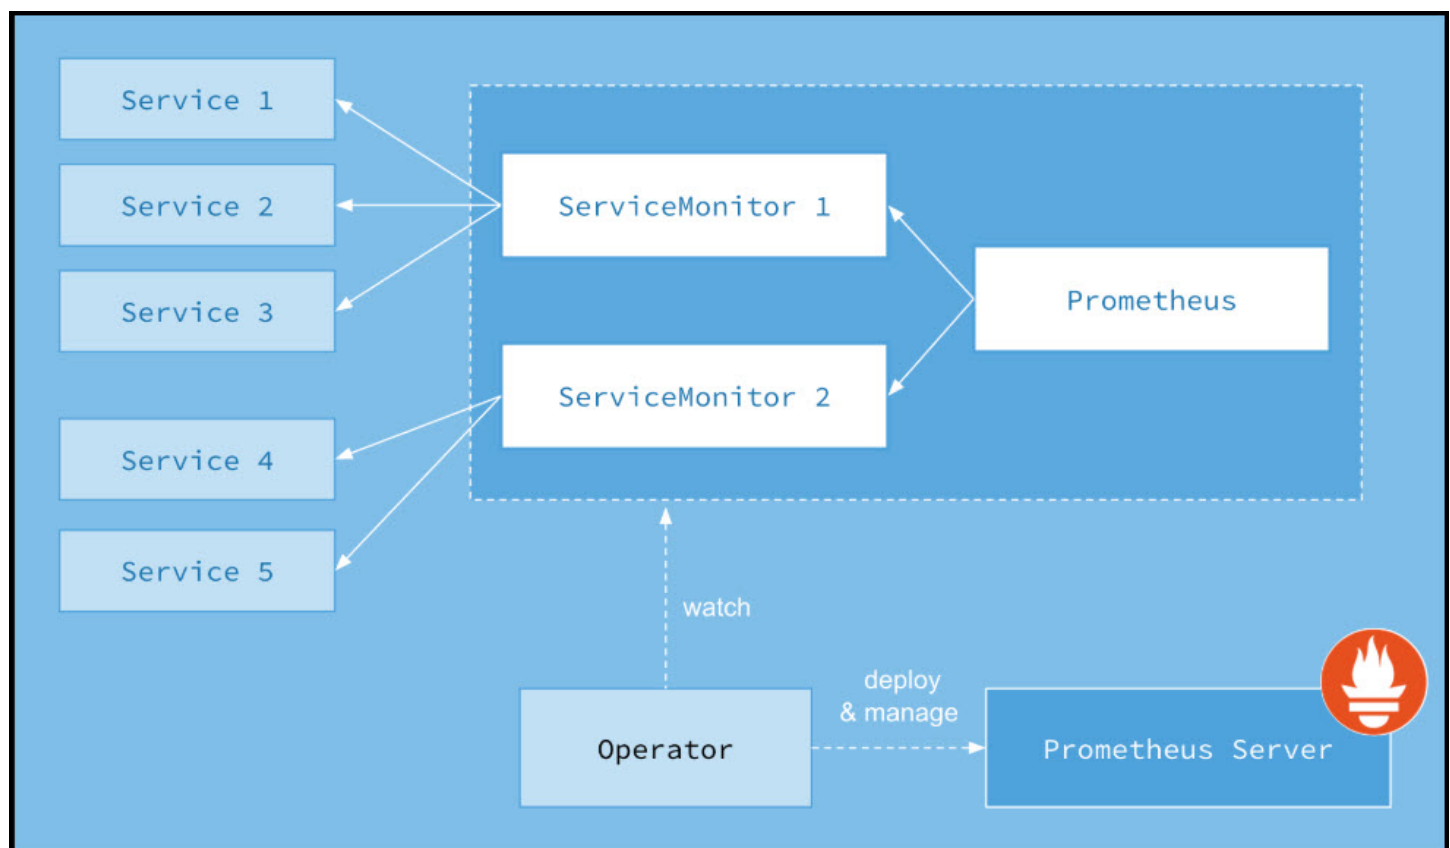 Service 1
Service 2
Service 3
Service 4
Service 5
ServiceMonitor 1
ServiceMonitor 2
Prometheus
watch
Operator
deploy
& manage
Prometheus Server